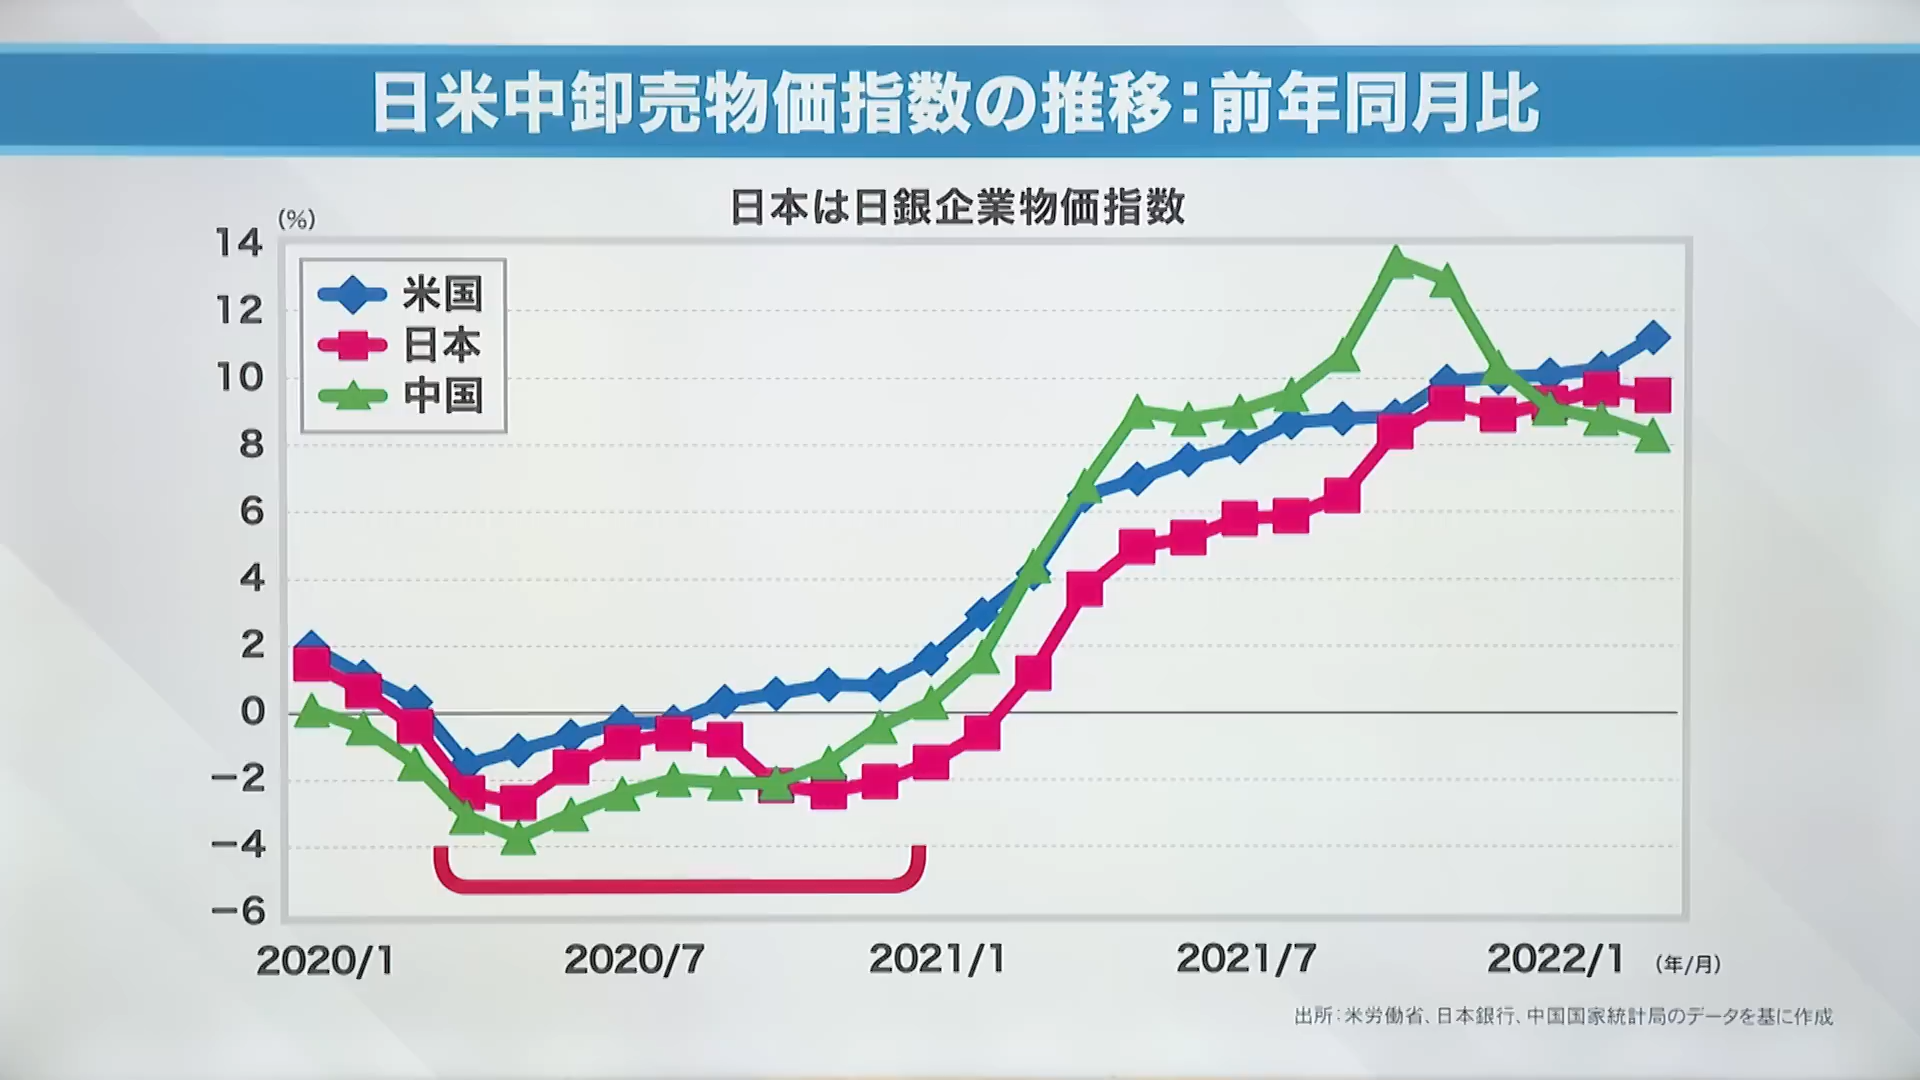 日米中卸売物価指数の推移：前年同月比
日本は日銀企業物価指数
(%)
14
12
10
8
6
4
2
0
−2
−4
−6
米国
日本
中国
2020/1 2020/7 2021/1 2021/7 2022/1 (年/月)
出所：米労働省、日本銀行、中国国家統計局のデータを基に作成